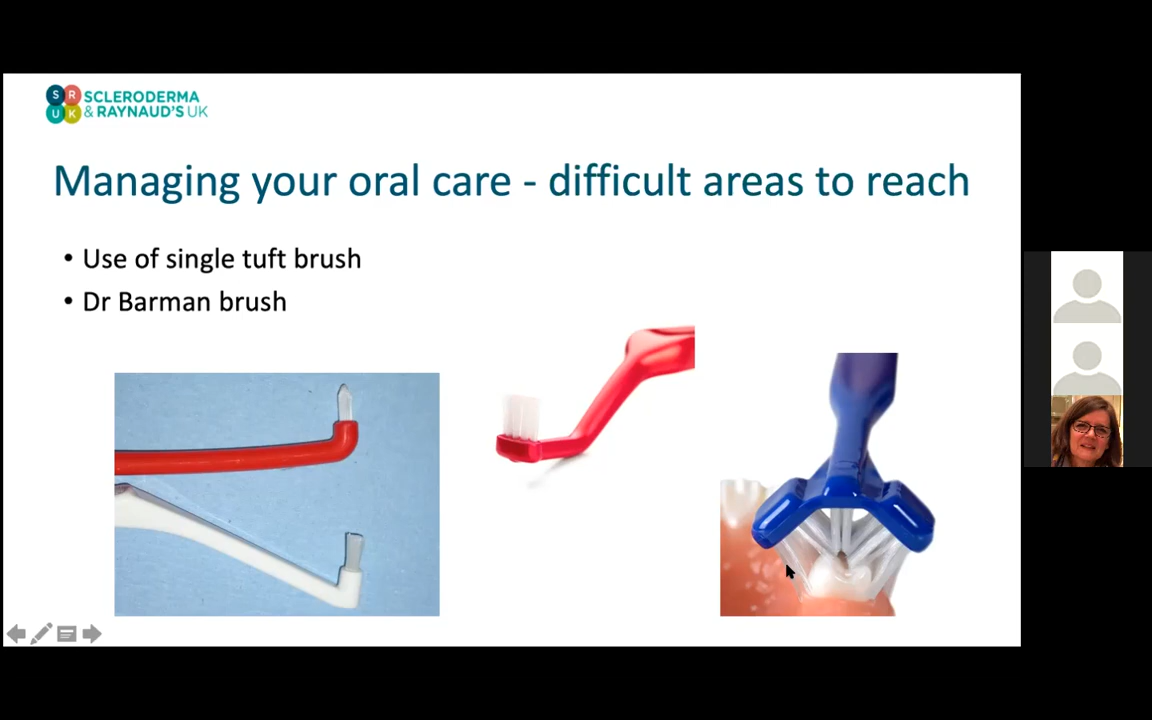 S R U K
SCLERODERMA
& RAYNAUD'S UK
Managing your oral care - difficult areas to reach
• Use of single tuft brush
• Dr Barman brush